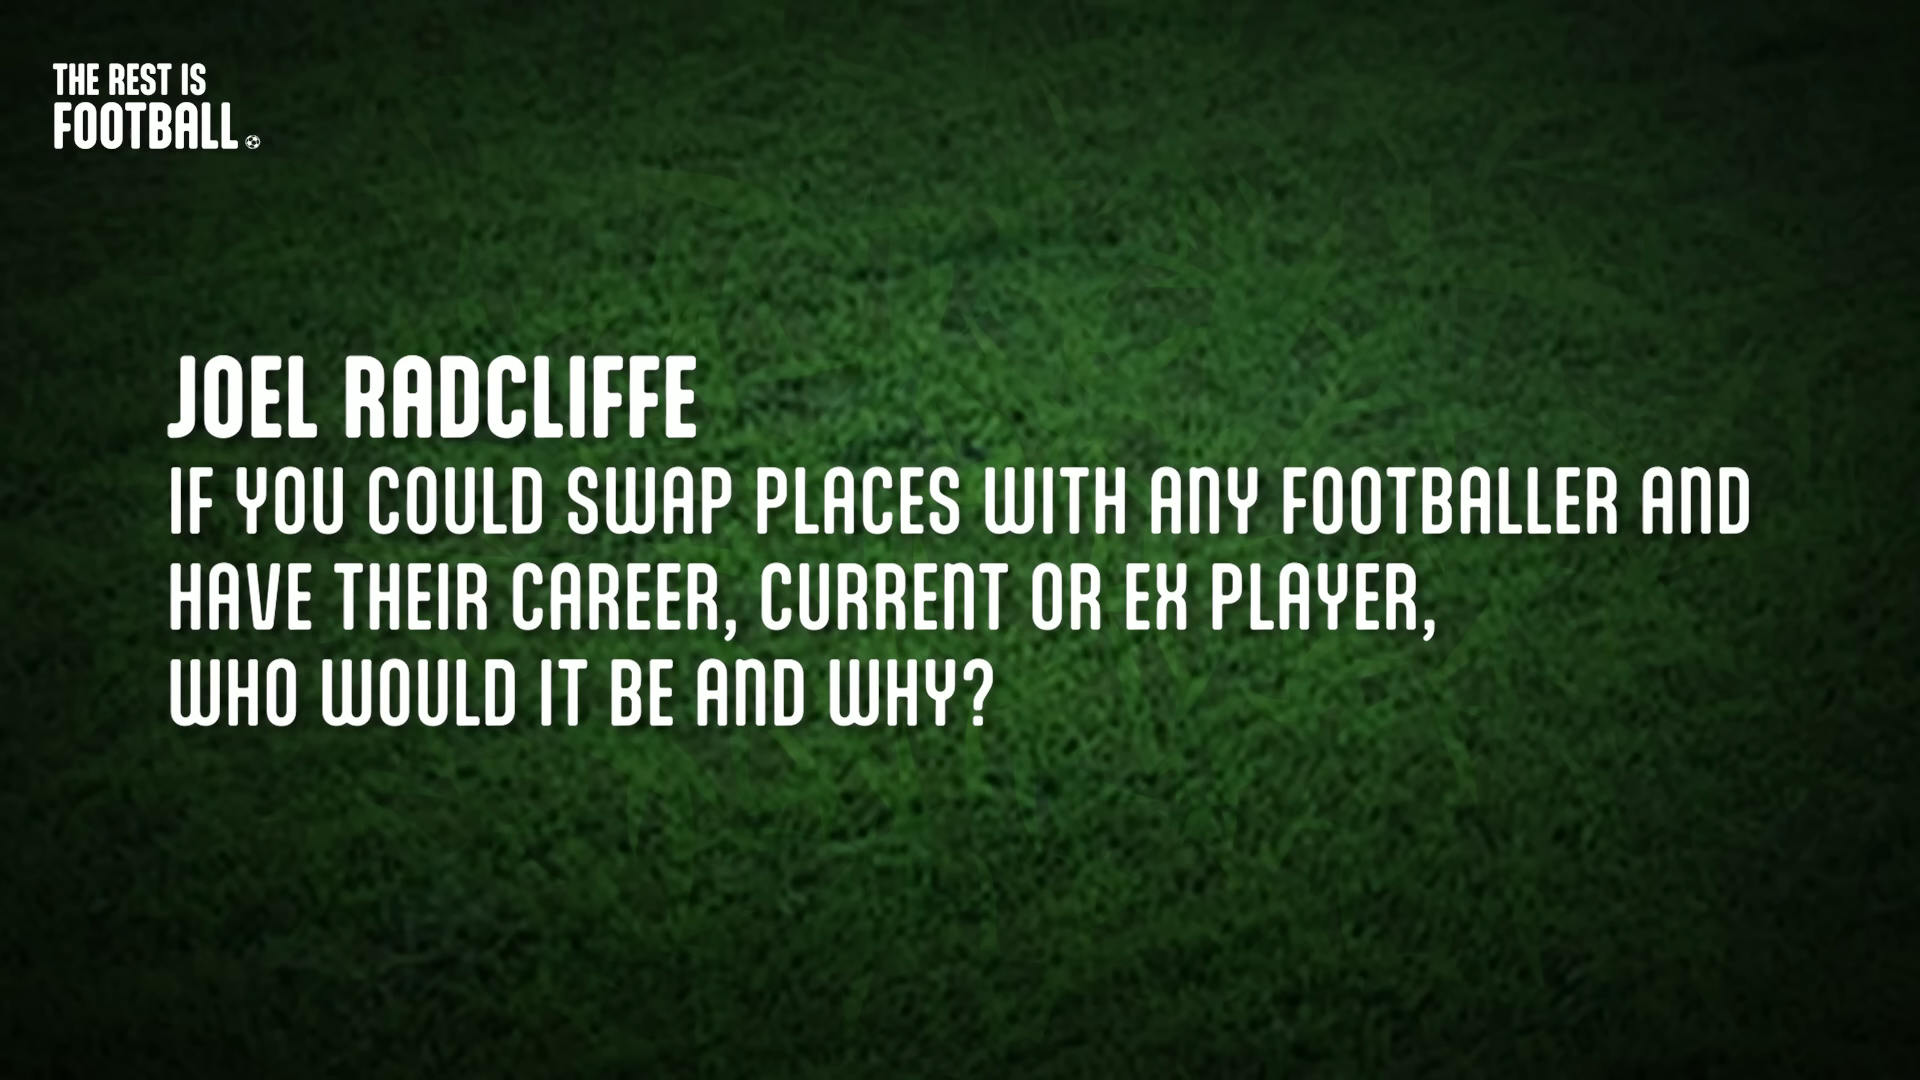 THE REST IS
FOOTBALL
JOEL RADCLIFFE
IF YOU COULD SWAP PLACES WITH ANY FOOTBALLER AND
HAVE THEIR CAREER, CURRENT OR EX PLAYER,
WHO WOULD IT BE AND WHY?